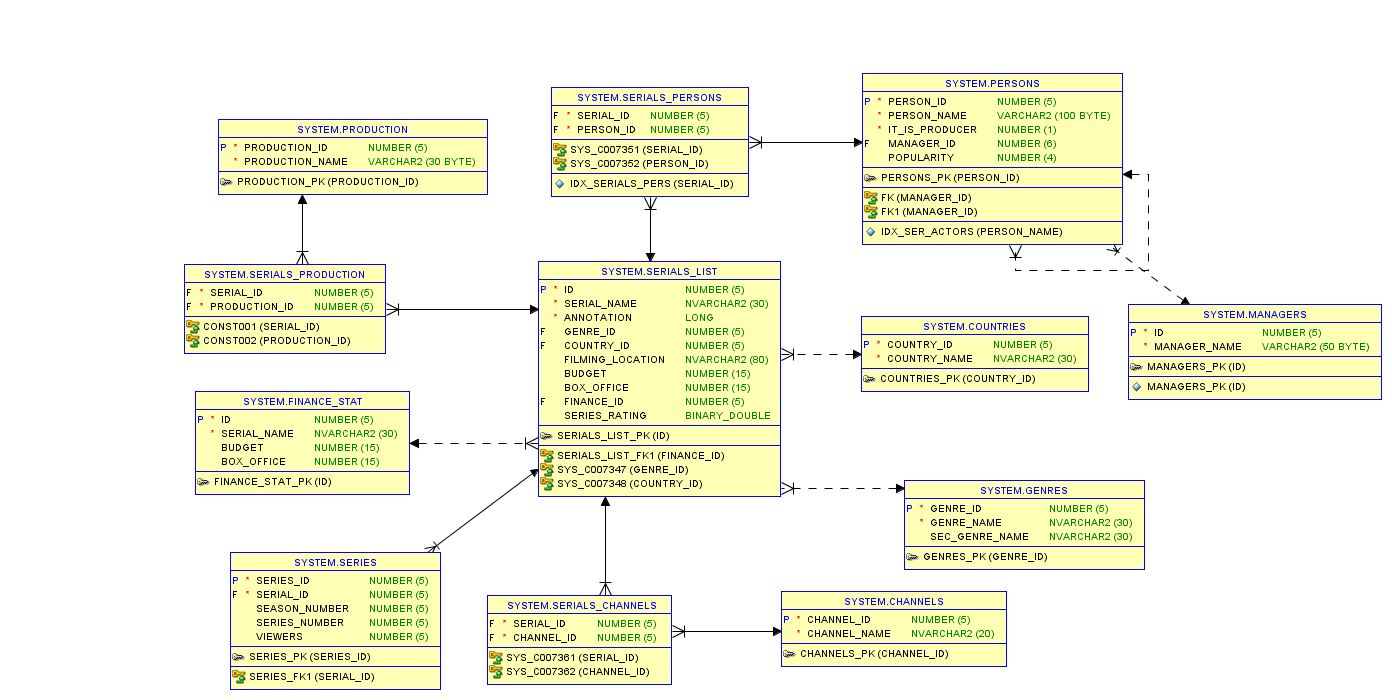 SYSTEM.PERSONS
P * PERSON_ID NUMBER (5)
* PERSON_NAME VARCHAR2 (100 BYTE)
* IT_IS_PRODUCER NUMBER (1)
F MANAGER_ID NUMBER (6)
POPULARITY NUMBER (4)
PERSONS_PK (PERSON_ID)
FK (MANAGER_ID)
FK1 (MANAGER_ID)
IDX_SER_ACTORS (PERSON_NAME)
SYSTEM.SERIALS_PERSONS
F * SERIAL_ID NUMBER (5)
F * PERSON_ID NUMBER (5)
SYS_C007351 (SERIAL_ID)
SYS_C007352 (PERSON_ID)
IDX_SERIALS_PERS (SERIAL_ID)
SYSTEM.PRODUCTION
P * PRODUCTION_ID NUMBER (5)
* PRODUCTION_NAME VARCHAR2 (30 BYTE)
PRODUCTION_PK (PRODUCTION_ID)
SYSTEM.SERIALS_PRODUCTION
F * SERIAL_ID NUMBER (5)
F * PRODUCTION_ID NUMBER (5)
CONST001 (SERIAL_ID)
CONST002 (PRODUCTION_ID)
SYSTEM.SERIALS_LIST
P * ID NUMBER (5)
* SERIAL_NAME NVARCHAR2 (30)
* ANNOTATION LONG
F GENRE_ID NUMBER (5)
F COUNTRY_ID NUMBER (5)
FILMING_LOCATION NVARCHAR2 (80)
BUDGET NUMBER (15)
BOX_OFFICE NUMBER (15)
F FINANCE_ID NUMBER (5)
SERIES_RATING BINARY_DOUBLE
SERIALS_LIST_PK (ID)
SERIALS_LIST_FK1 (FINANCE_ID)
SYS_C007347 (GENRE_ID)
SYS_C007348 (COUNTRY_ID)
SYSTEM.MANAGERS
P * ID NUMBER (5)
* MANAGER_NAME VARCHAR2 (50 BYTE)
MANAGERS_PK (ID)
MANAGERS_PK (ID)
SYSTEM.COUNTRIES
P * COUNTRY_ID NUMBER (5)
* COUNTRY_NAME NVARCHAR2 (30)
COUNTRIES_PK (COUNTRY_ID)
SYSTEM.FINANCE_STAT
P * ID NUMBER (5)
* SERIAL_NAME NVARCHAR2 (30)
BUDGET NUMBER (15)
BOX_OFFICE NUMBER (15)
FINANCE_STAT_PK (ID)
SYSTEM.GENRES
P * GENRE_ID NUMBER (5)
* GENRE_NAME NVARCHAR2 (30)
SEC_GENRE_NAME NVARCHAR2 (30)
GENRES_PK (GENRE_ID)
SYSTEM.SERIES
P * SERIES_ID NUMBER (5)
F * SERIAL_ID NUMBER (5)
SEASON_NUMBER NUMBER (5)
SERIES_NUMBER NUMBER (5)
VIEWERS NUMBER (5)
SERIES_PK (SERIES_ID)
SERIES_FK1 (SERIAL_ID)
SYSTEM.SERIALS_CHANNELS
F * SERIAL_ID NUMBER (5)
F * CHANNEL_ID NUMBER (5)
SYS_C007361 (SERIAL_ID)
SYS_C007362 (CHANNEL_ID)
SYSTEM.CHANNELS
P * CHANNEL_ID NUMBER (5)
* CHANNEL_NAME NVARCHAR2 (20)
CHANNELS_PK (CHANNEL_ID)